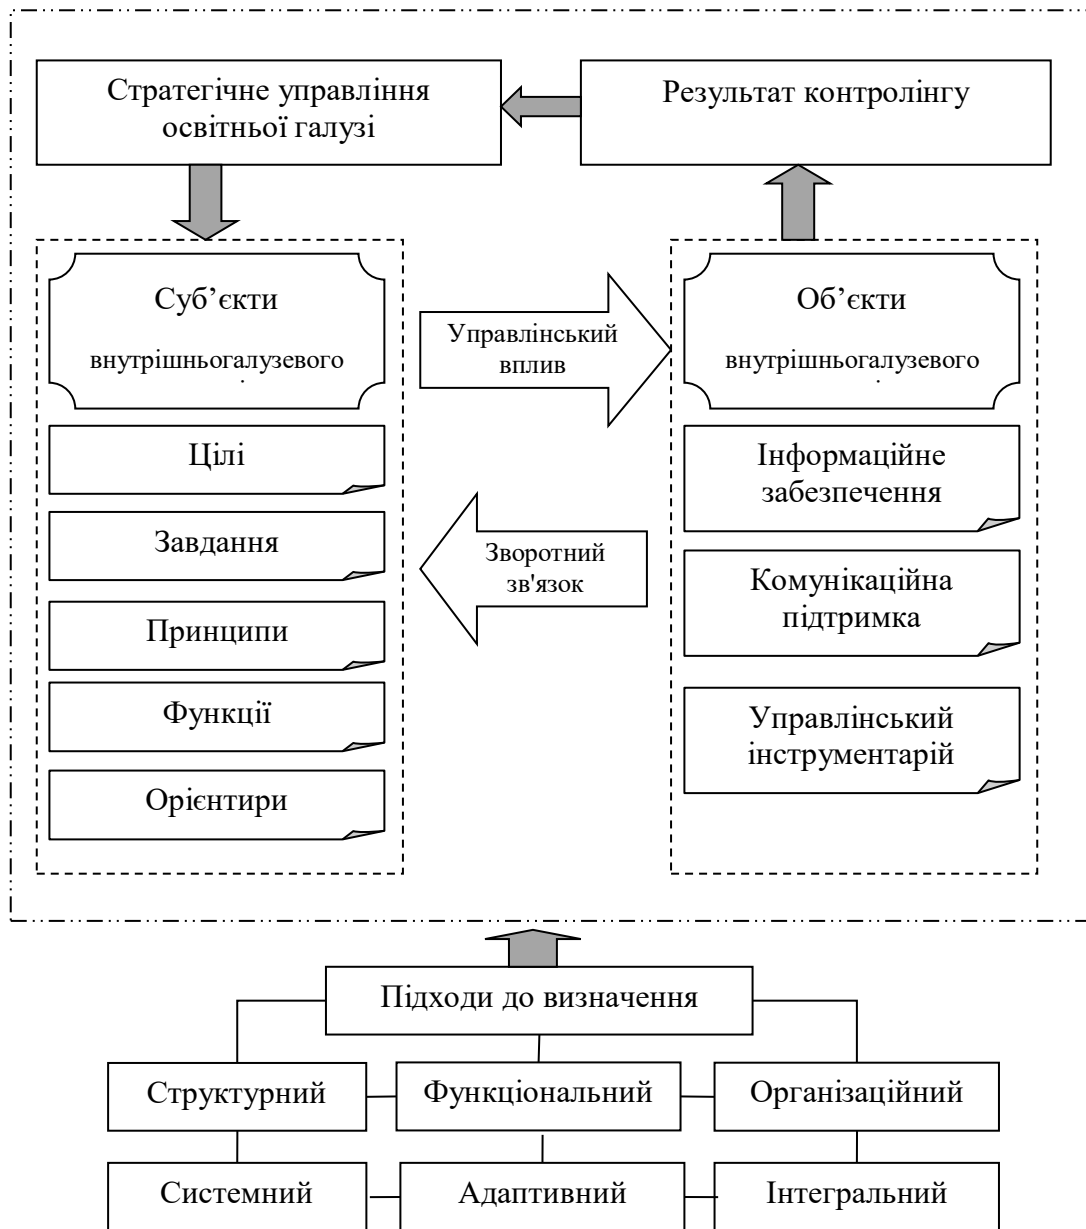 Стратегічне управління
освітньої галузі
Результат контролінгу
Суб’єкти
внутрішньогалузевого
Управлінський
вплив
Об’єкти
внутрішньогалузевого
Цілі
Завдання
Принципи
Функції
Орієнтири
Зворотний
зв'язок
Інформаційне
забезпечення
Комунікаційна
підтримка
Управлінський
інструментарій
Підходи до визначення
Структурний
Функціональний
Організаційний
Системний
Адаптивний
Інтегральний